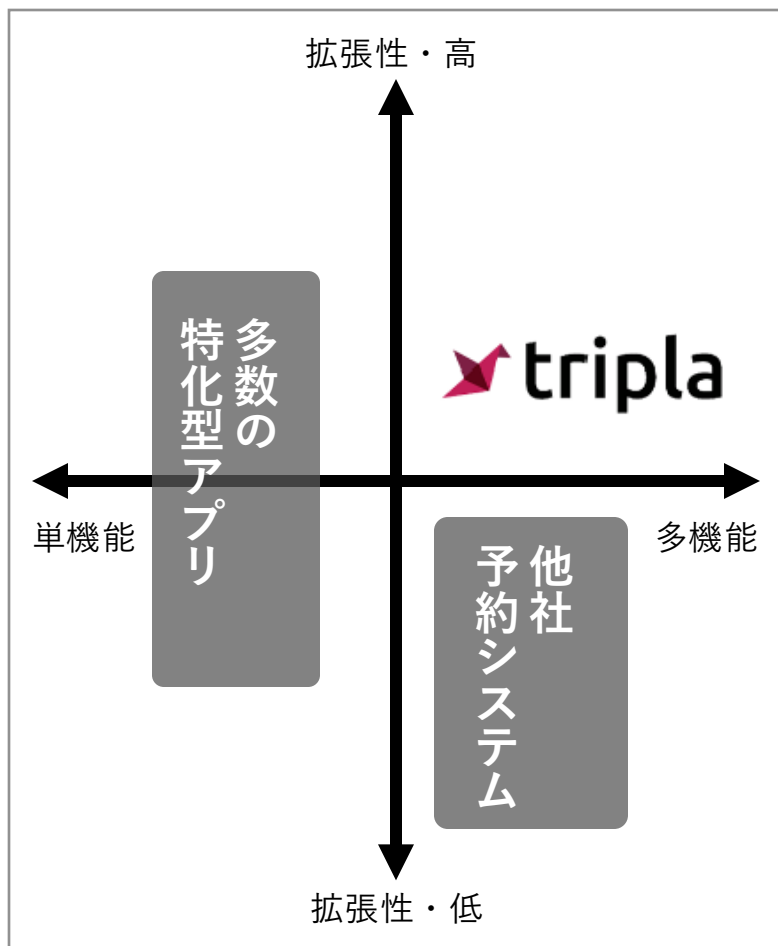 拡張性・高
多数の
特化型アプリ
tripla
単機能
多機能
他社
予約システム
拡張性・低